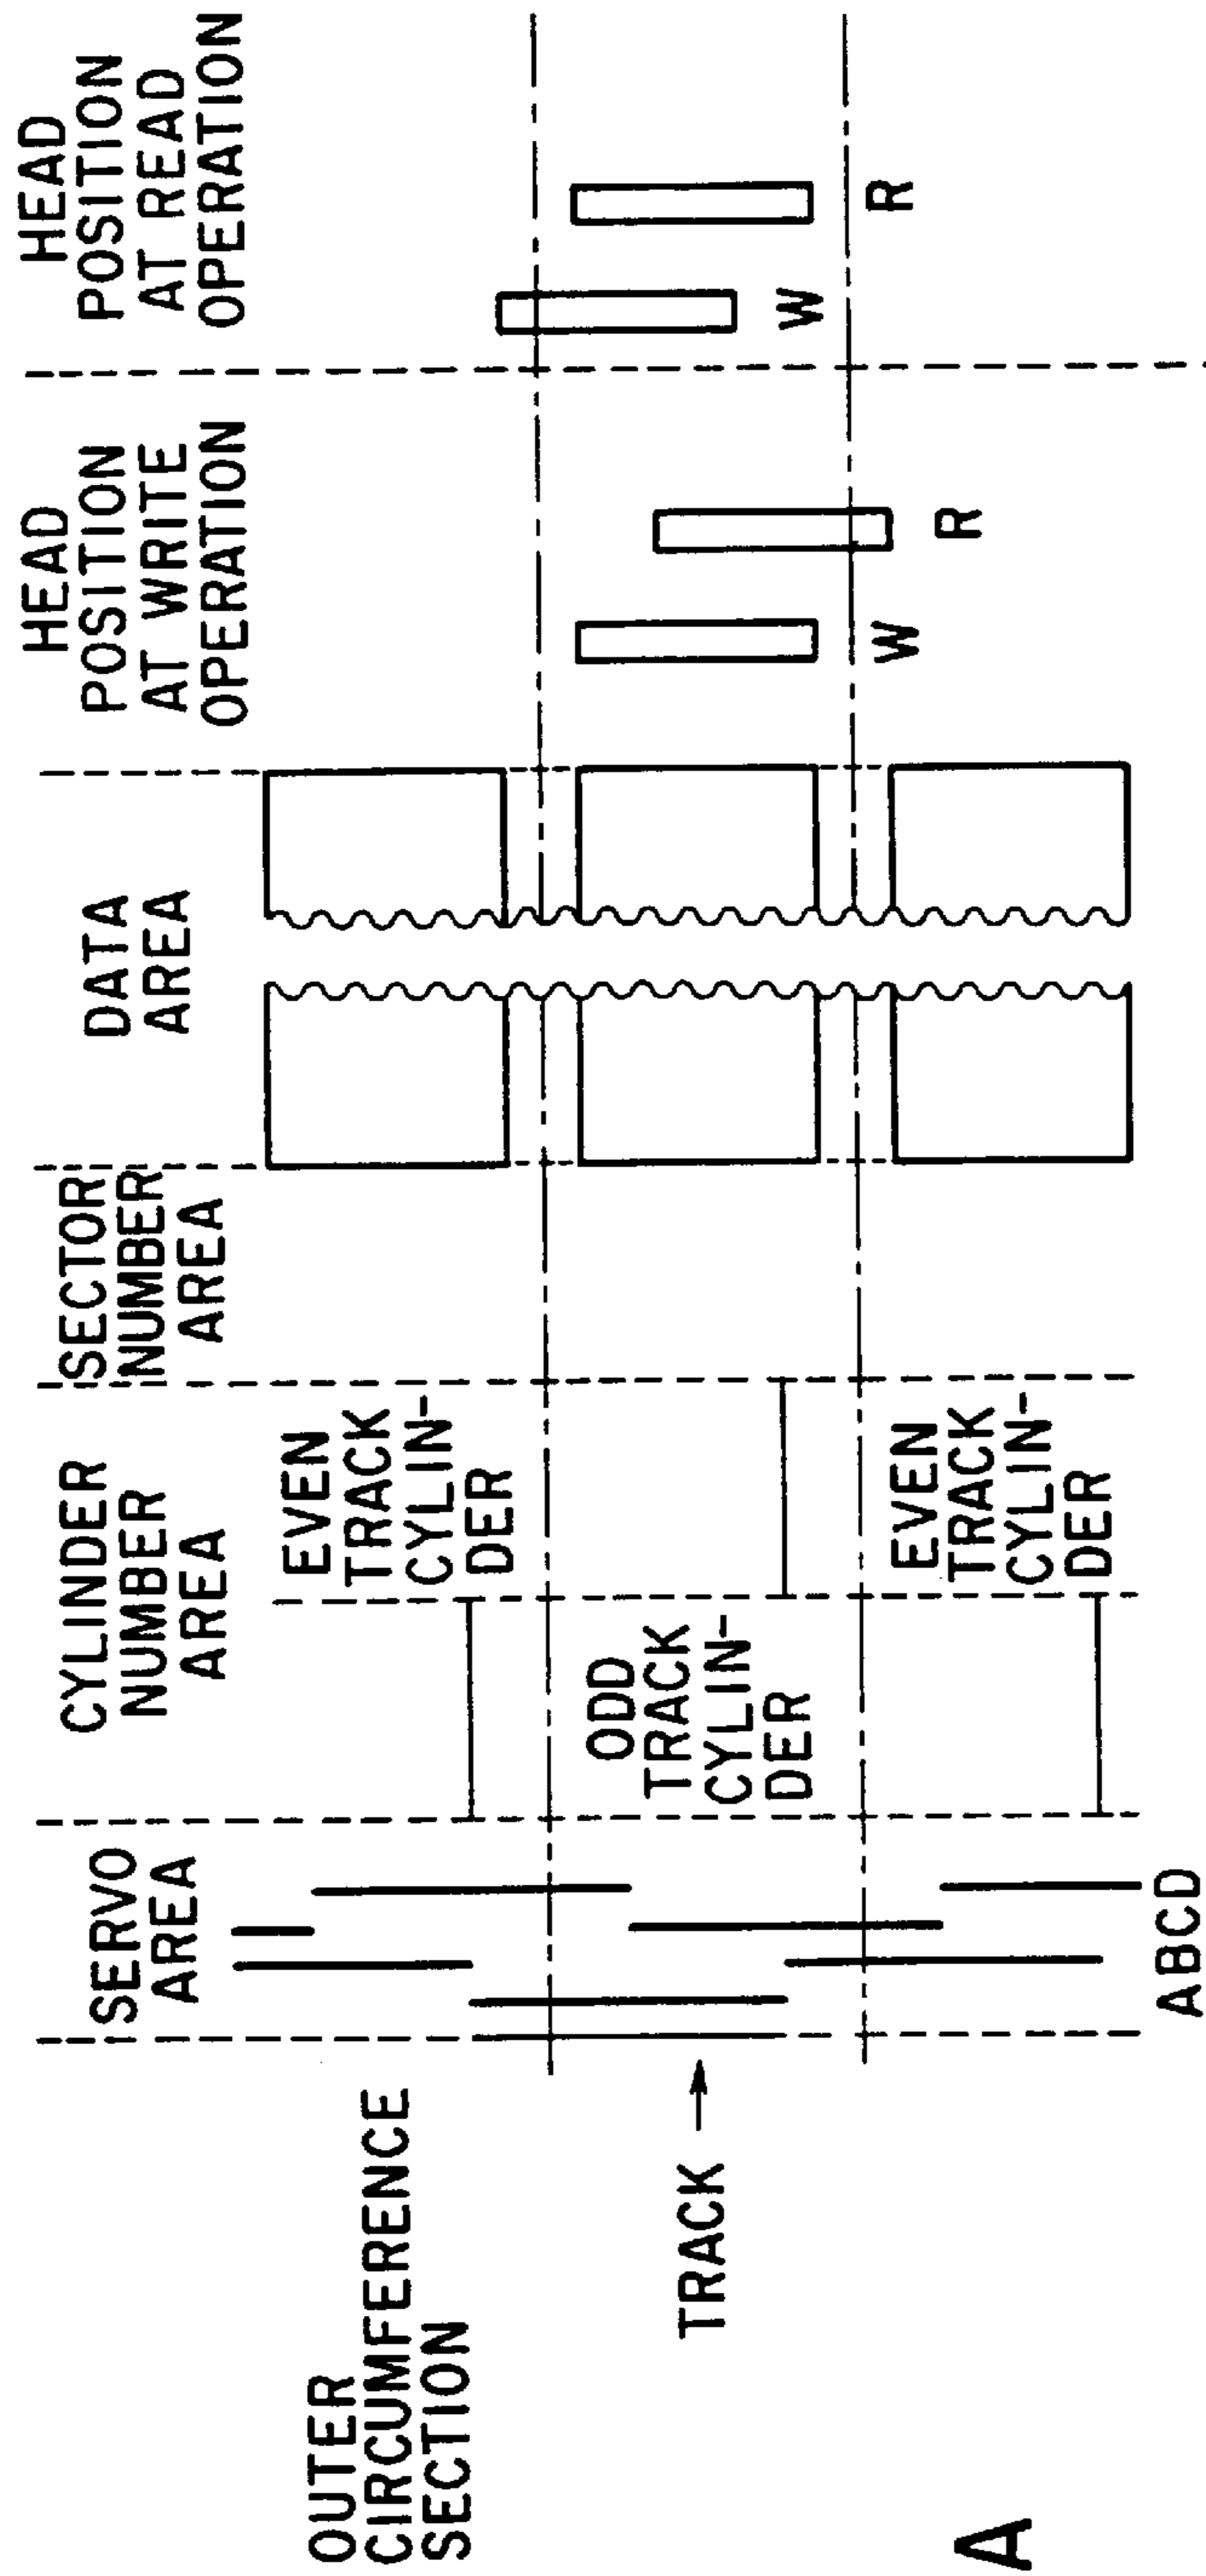 OUTER
CIRCUMFERENCE
SECTION
TRACK
A
SERVO
AREA
ABCD
CYLINDER
NUMBER
AREA
ODD
TRACK
CYLIN-
DER
EVEN
TRACK
CYLIN-
DER
EVEN
TRACK
CYLIN-
DER
SECTOR
NUMBER
AREA
DATA
AREA
HEAD
POSITION
AT WRITE
OPERATION
W
R
HEAD
POSITION
AT READ
OPERATION
W
R